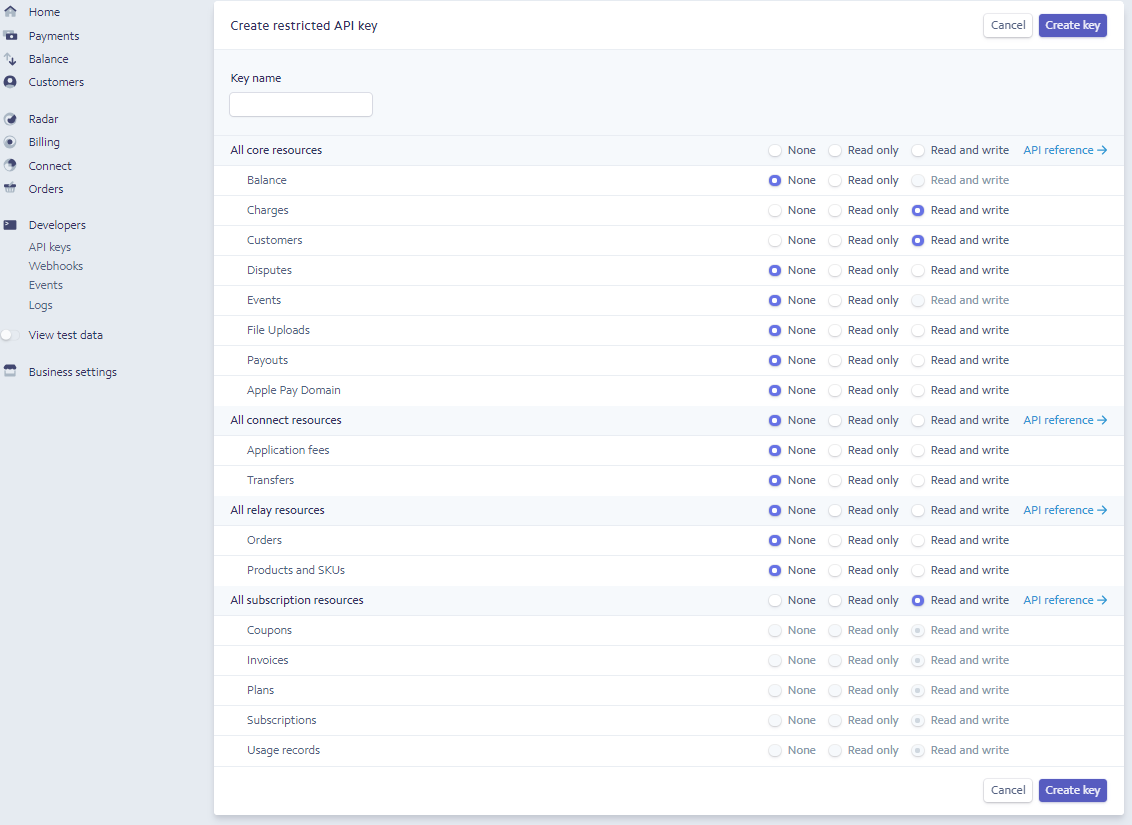 Home
Payments
Balance
Customers
Radar
Billing
Connect
Orders
Developers
API keys
Webhooks
Events
Logs
View test data
Business settings
Create restricted API key Cancel Create key
Key name
All core resources None Read only Read and write API reference →
Balance None Read only Read and write
Charges None Read only Read and write
Customers None Read only Read and write
Disputes None Read only Read and write
Events None Read only Read and write
File Uploads None Read only Read and write
Payouts None Read only Read and write
Apple Pay Domain None Read only Read and write
All connect resources None Read only Read and write API reference →
Application fees None Read only Read and write
Transfers None Read only Read and write
All relay resources None Read only Read and write API reference →
Orders None Read only Read and write
Products and SKUs None Read only Read and write
All subscription resources None Read only Read and write API reference →
Coupons None Read only Read and write
Invoices None Read only Read and write
Plans None Read only Read and write
Subscriptions None Read only Read and write
Usage records None Read only Read and write
Cancel Create key